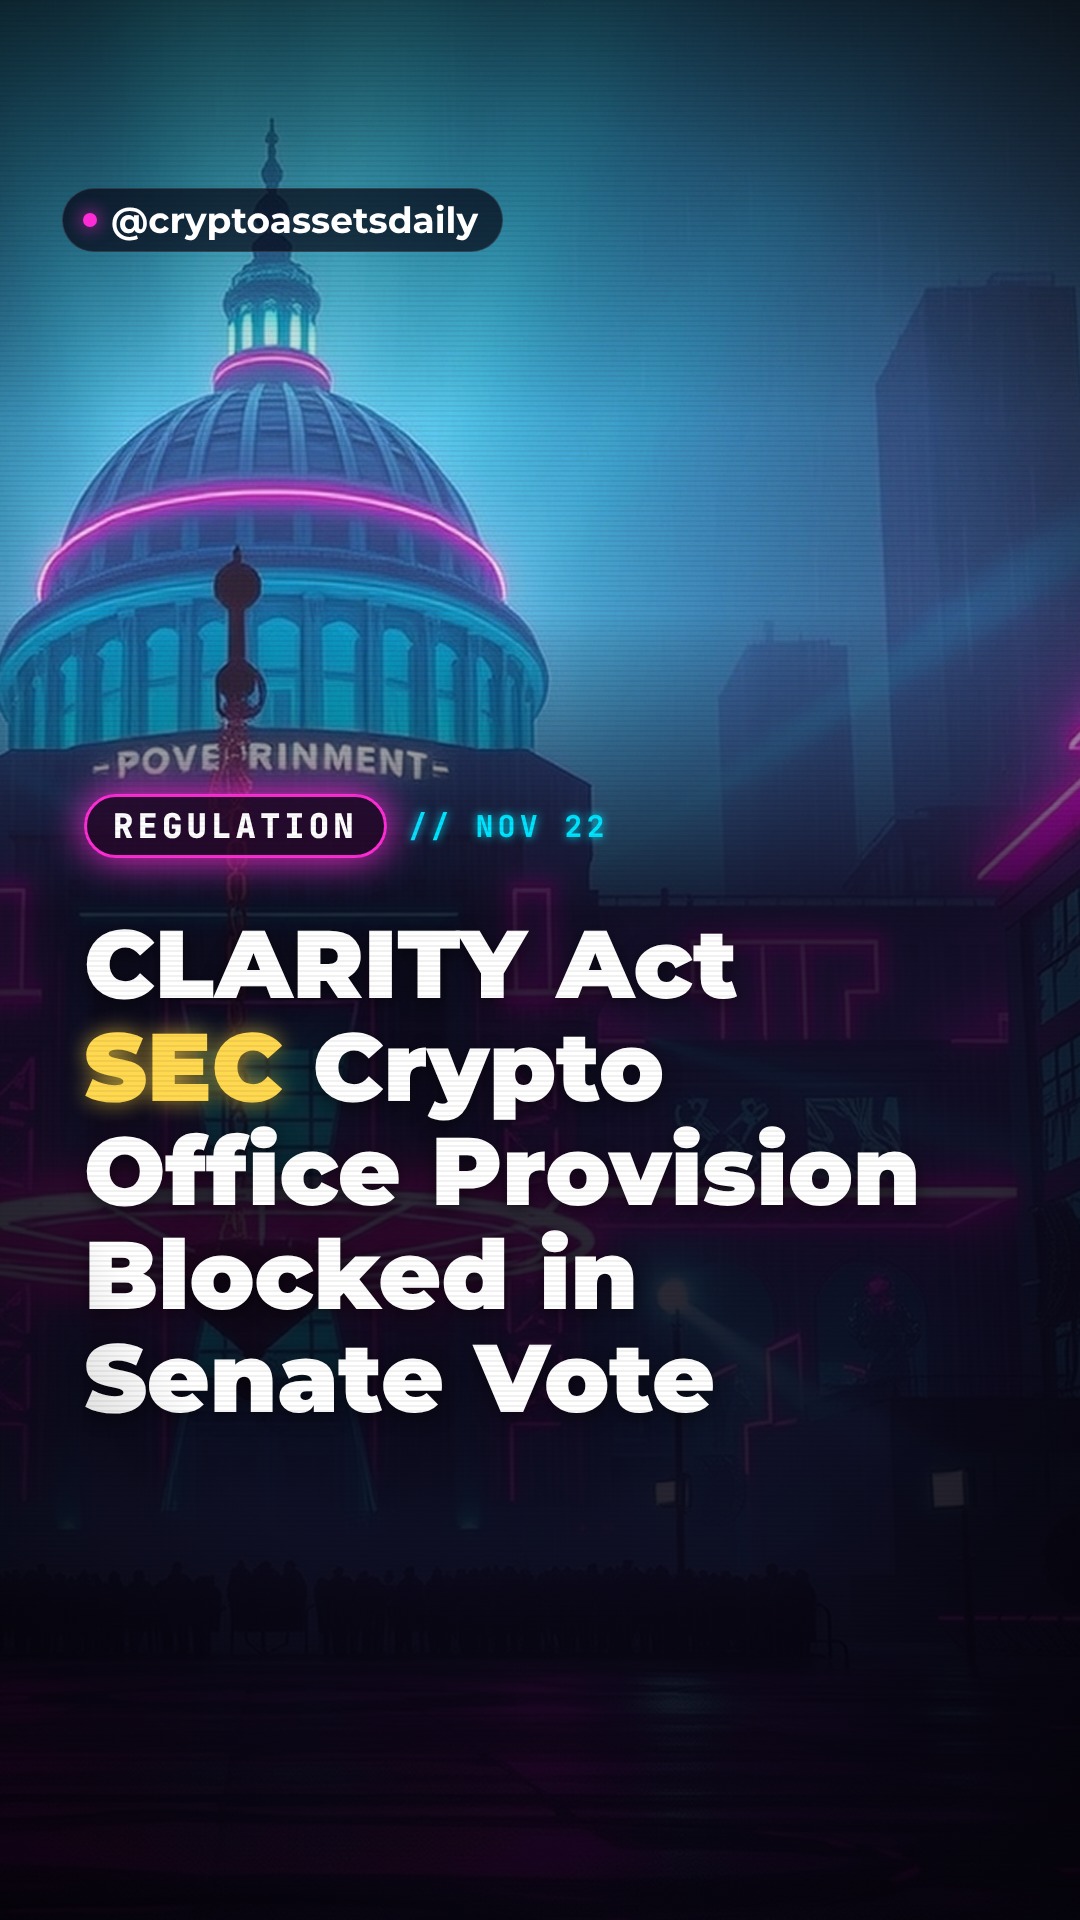 @cryptoassetsdaily
-POVE RINMENT-
REGULATION // NOV 22
CLARITY Act
SEC Crypto
Office Provision
Blocked in
Senate Vote